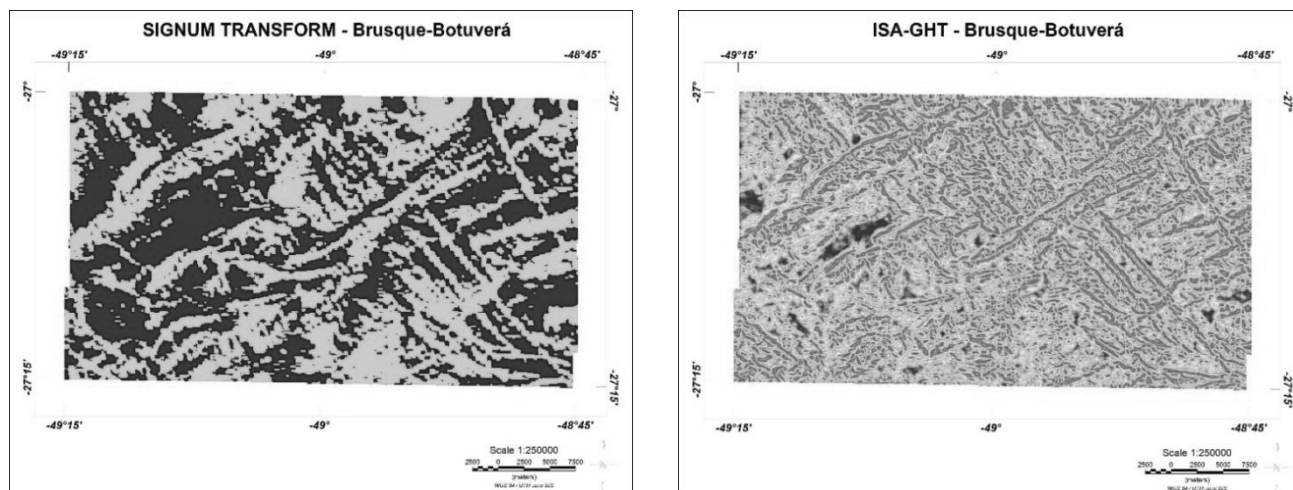 SIGNUM TRANSFORM - Brusque-Botuverá
-49°15'
-49°
-48°45'
-27°
-27°
-27°15'
-27°15'
-49°15'
-49°
-48°45'
Scale 1:250000
2500 0 2500 5000 7500
(meters)
ISA-GHT - Brusque-Botuverá
-49°15'
-49°
-48°45'
-27°
-27°
-27°15'
-27°15'
-49°15'
-49°
-48°45'
Scale 1:250000
2500 0 2500 5000 7500
(meters)